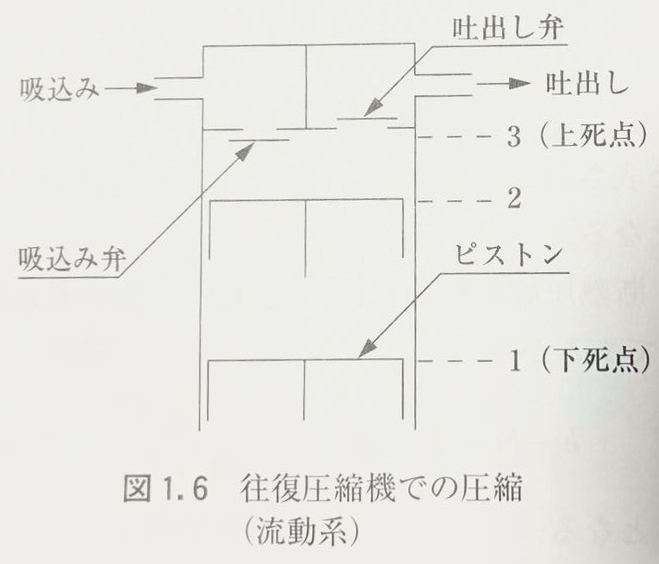 吐出し弁
吸込み
吐出し
3（上死点）
2
吸込み弁
ピストン
1（下死点）
図1.6 往復圧縮機での圧縮
（流動系）